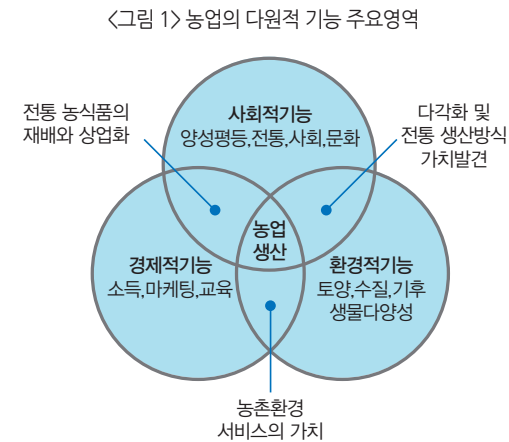 <그림 1> 농업의 다원적 기능 주요영역
전통 농식품의
재배와 상업화
사회적기능
양성평등,전통,사회,문화
다각화 및
전통 생산방식
가치발견
농업
생산
경제적기능
소득,마케팅,교육
환경적기능
토양,수질,기후
생물다양성
농촌환경
서비스의 가치